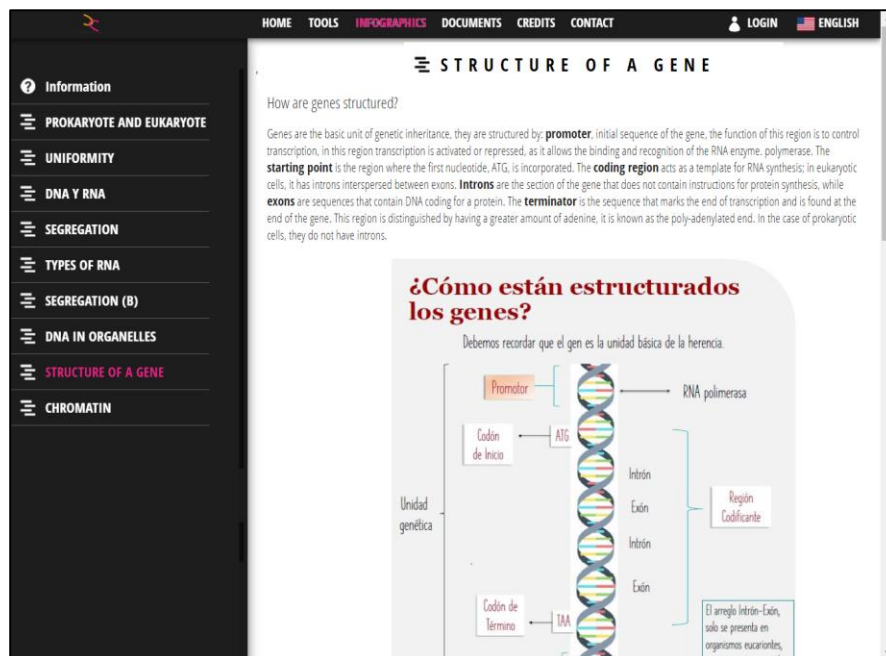 HOME TOOLS INFOGRAPHICS DOCUMENTS CREDITS CONTACT LOGIN ENGLISH
Information
PROKARYOTE AND EUKARYOTE
UNIFORMITY
DNA Y RNA
SEGREGATION
TYPES OF RNA
SEGREGATION (B)
DNA IN ORGANELLES
STRUCTURE OF A GENE
CHROMATIN
STRUCTURE OF A GENE
How are genes structured?
Genes are the basic unit of genetic inheritance, they are structured by: promoter, initial sequence of the gene, the function of this region is to control
transcription, in this region transcription is activated or repressed, as it allows the binding and recognition of the RNA enzyme. polymerase. The
starting point is the region where the first nucleotide, ATG, is incorporated. The coding region acts as a template for RNA synthesis; in eukaryotic
cells, it has introns interspersed between exons. Introns are the section of the gene that does not contain instructions for protein synthesis, while
exons are sequences that contain DNA coding for a protein. The terminator is the sequence that marks the end of transcription and is found at the
end of the gene. This region is distinguished by having a greater amount of adenine, it is known as the poly-adenylated end. In the case of prokaryotic
cells, they do not have introns.
¿Cómo están estructurados
los genes?
Debemos recordar que el gen es la unidad básica de la herencia.
Promotor
RNA polimerasa
Codón
de Inicio
ATG
Intrón
Unidad
genética
Exón
Región
Codificante
Intrón
Exón
Codón de
Término
TAA
El arreglo Intrón-Exón,
solo se presenta en
organismos eucariontes,